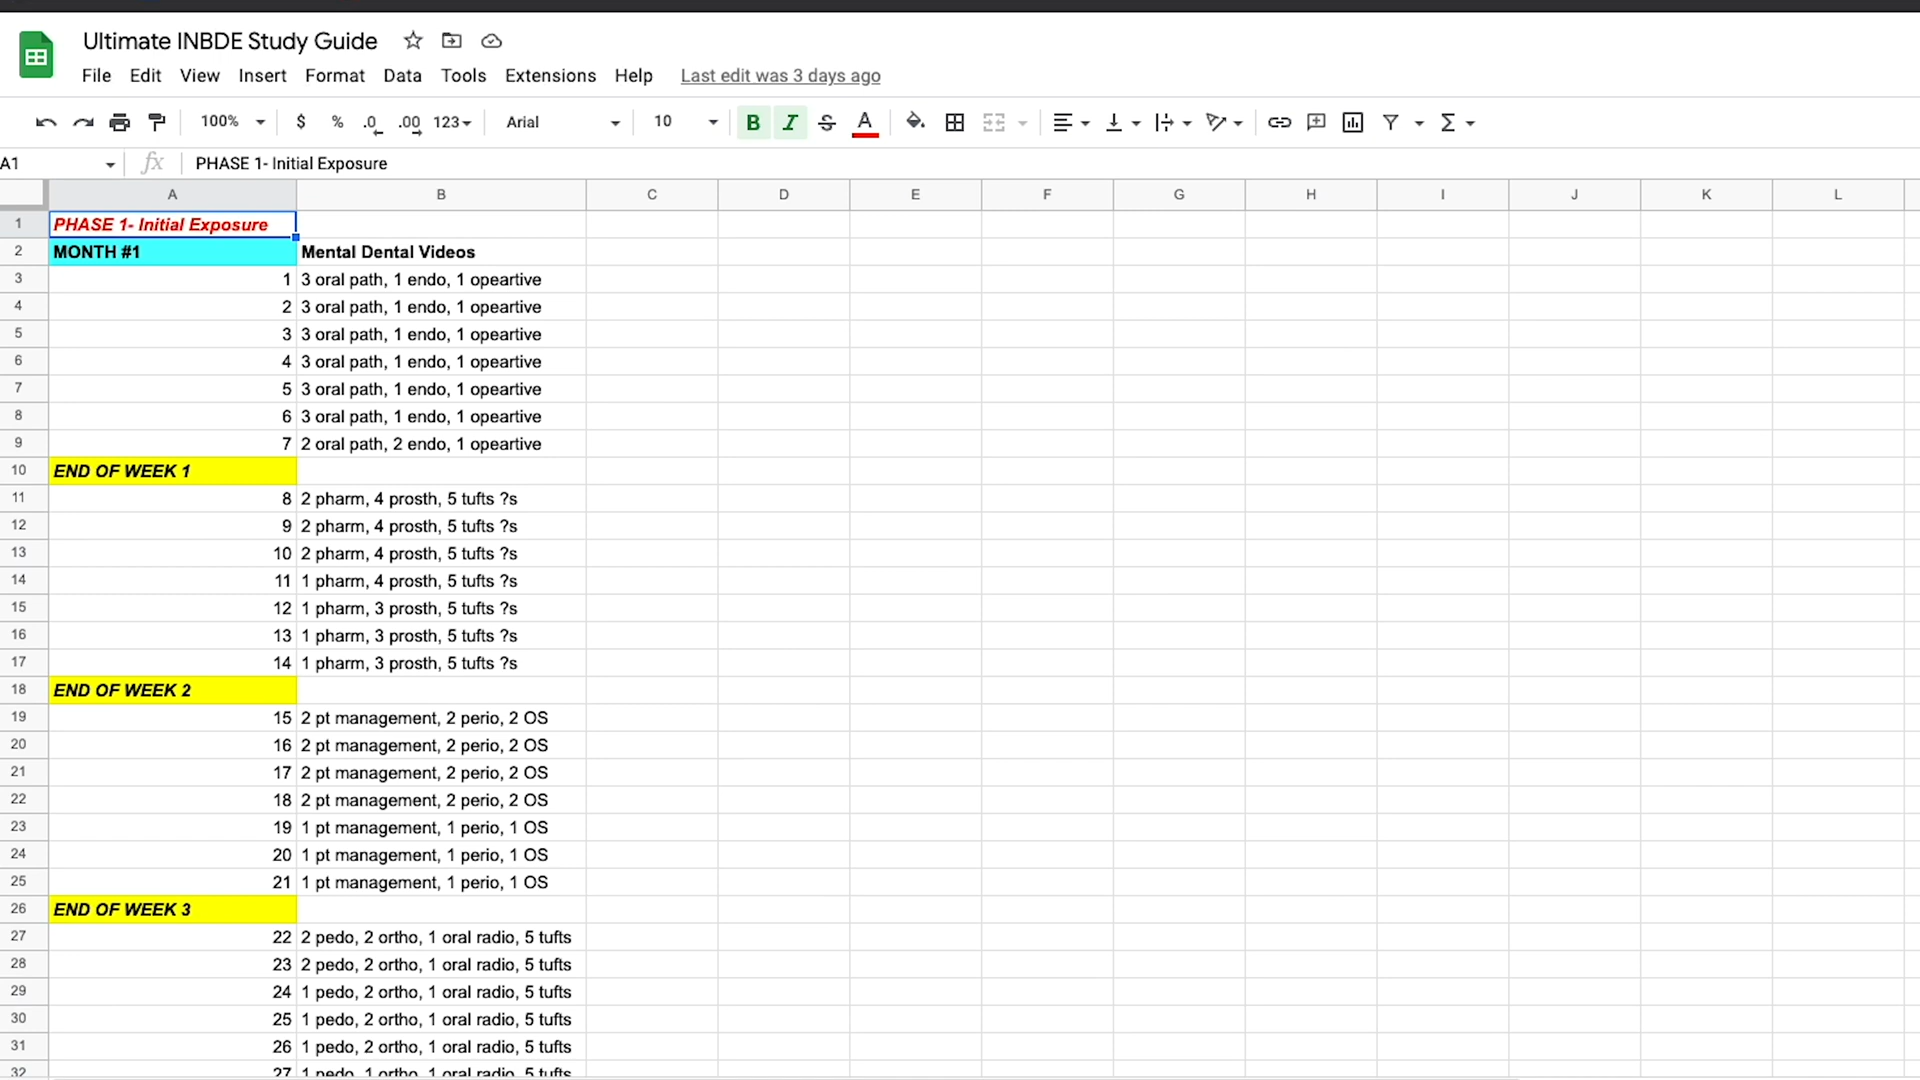 Ultimate INBDE Study Guide
File Edit View Insert Format Data Tools Extensions Help Last edit was 3 days ago
100% $ % .0 .00 123 Arial 10 B I S A
A1 fx PHASE 1- Initial Exposure
A B C D E F G H I J K L
1 PHASE 1- Initial Exposure
2 MONTH #1 Mental Dental Videos
3 1 3 oral path, 1 endo, 1 opeartive
4 2 3 oral path, 1 endo, 1 opeartive
5 3 3 oral path, 1 endo, 1 opeartive
6 4 3 oral path, 1 endo, 1 opeartive
7 5 3 oral path, 1 endo, 1 opeartive
8 6 3 oral path, 1 endo, 1 opeartive
9 7 2 oral path, 2 endo, 1 opeartive
10 END OF WEEK 1
11 8 2 pharm, 4 prosth, 5 tufts ?s
12 9 2 pharm, 4 prosth, 5 tufts ?s
13 10 2 pharm, 4 prosth, 5 tufts ?s
14 11 1 pharm, 4 prosth, 5 tufts ?s
15 12 1 pharm, 3 prosth, 5 tufts ?s
16 13 1 pharm, 3 prosth, 5 tufts ?s
17 14 1 pharm, 3 prosth, 5 tufts ?s
18 END OF WEEK 2
19 15 2 pt management, 2 perio, 2 OS
20 16 2 pt management, 2 perio, 2 OS
21 17 2 pt management, 2 perio, 2 OS
22 18 2 pt management, 2 perio, 2 OS
23 19 1 pt management, 1 perio, 1 OS
24 20 1 pt management, 1 perio, 1 OS
25 21 1 pt management, 1 perio, 1 OS
26 END OF WEEK 3
27 22 2 pedo, 2 ortho, 1 oral radio, 5 tufts
28 23 2 pedo, 2 ortho, 1 oral radio, 5 tufts
29 24 1 pedo, 2 ortho, 1 oral radio, 5 tufts
30 25 1 pedo, 2 ortho, 1 oral radio, 5 tufts
31 26 1 pedo, 2 ortho, 1 oral radio, 5 tufts
32 27 1 pedo, 1 ortho, 1 oral radio, 5 tufts